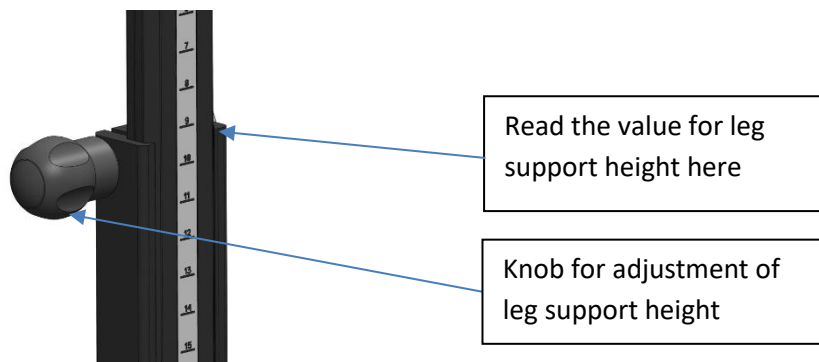 7
8
9
Read the value for leg
support height here
10
11
12
Knob for adjustment of
leg support height
13
14
15